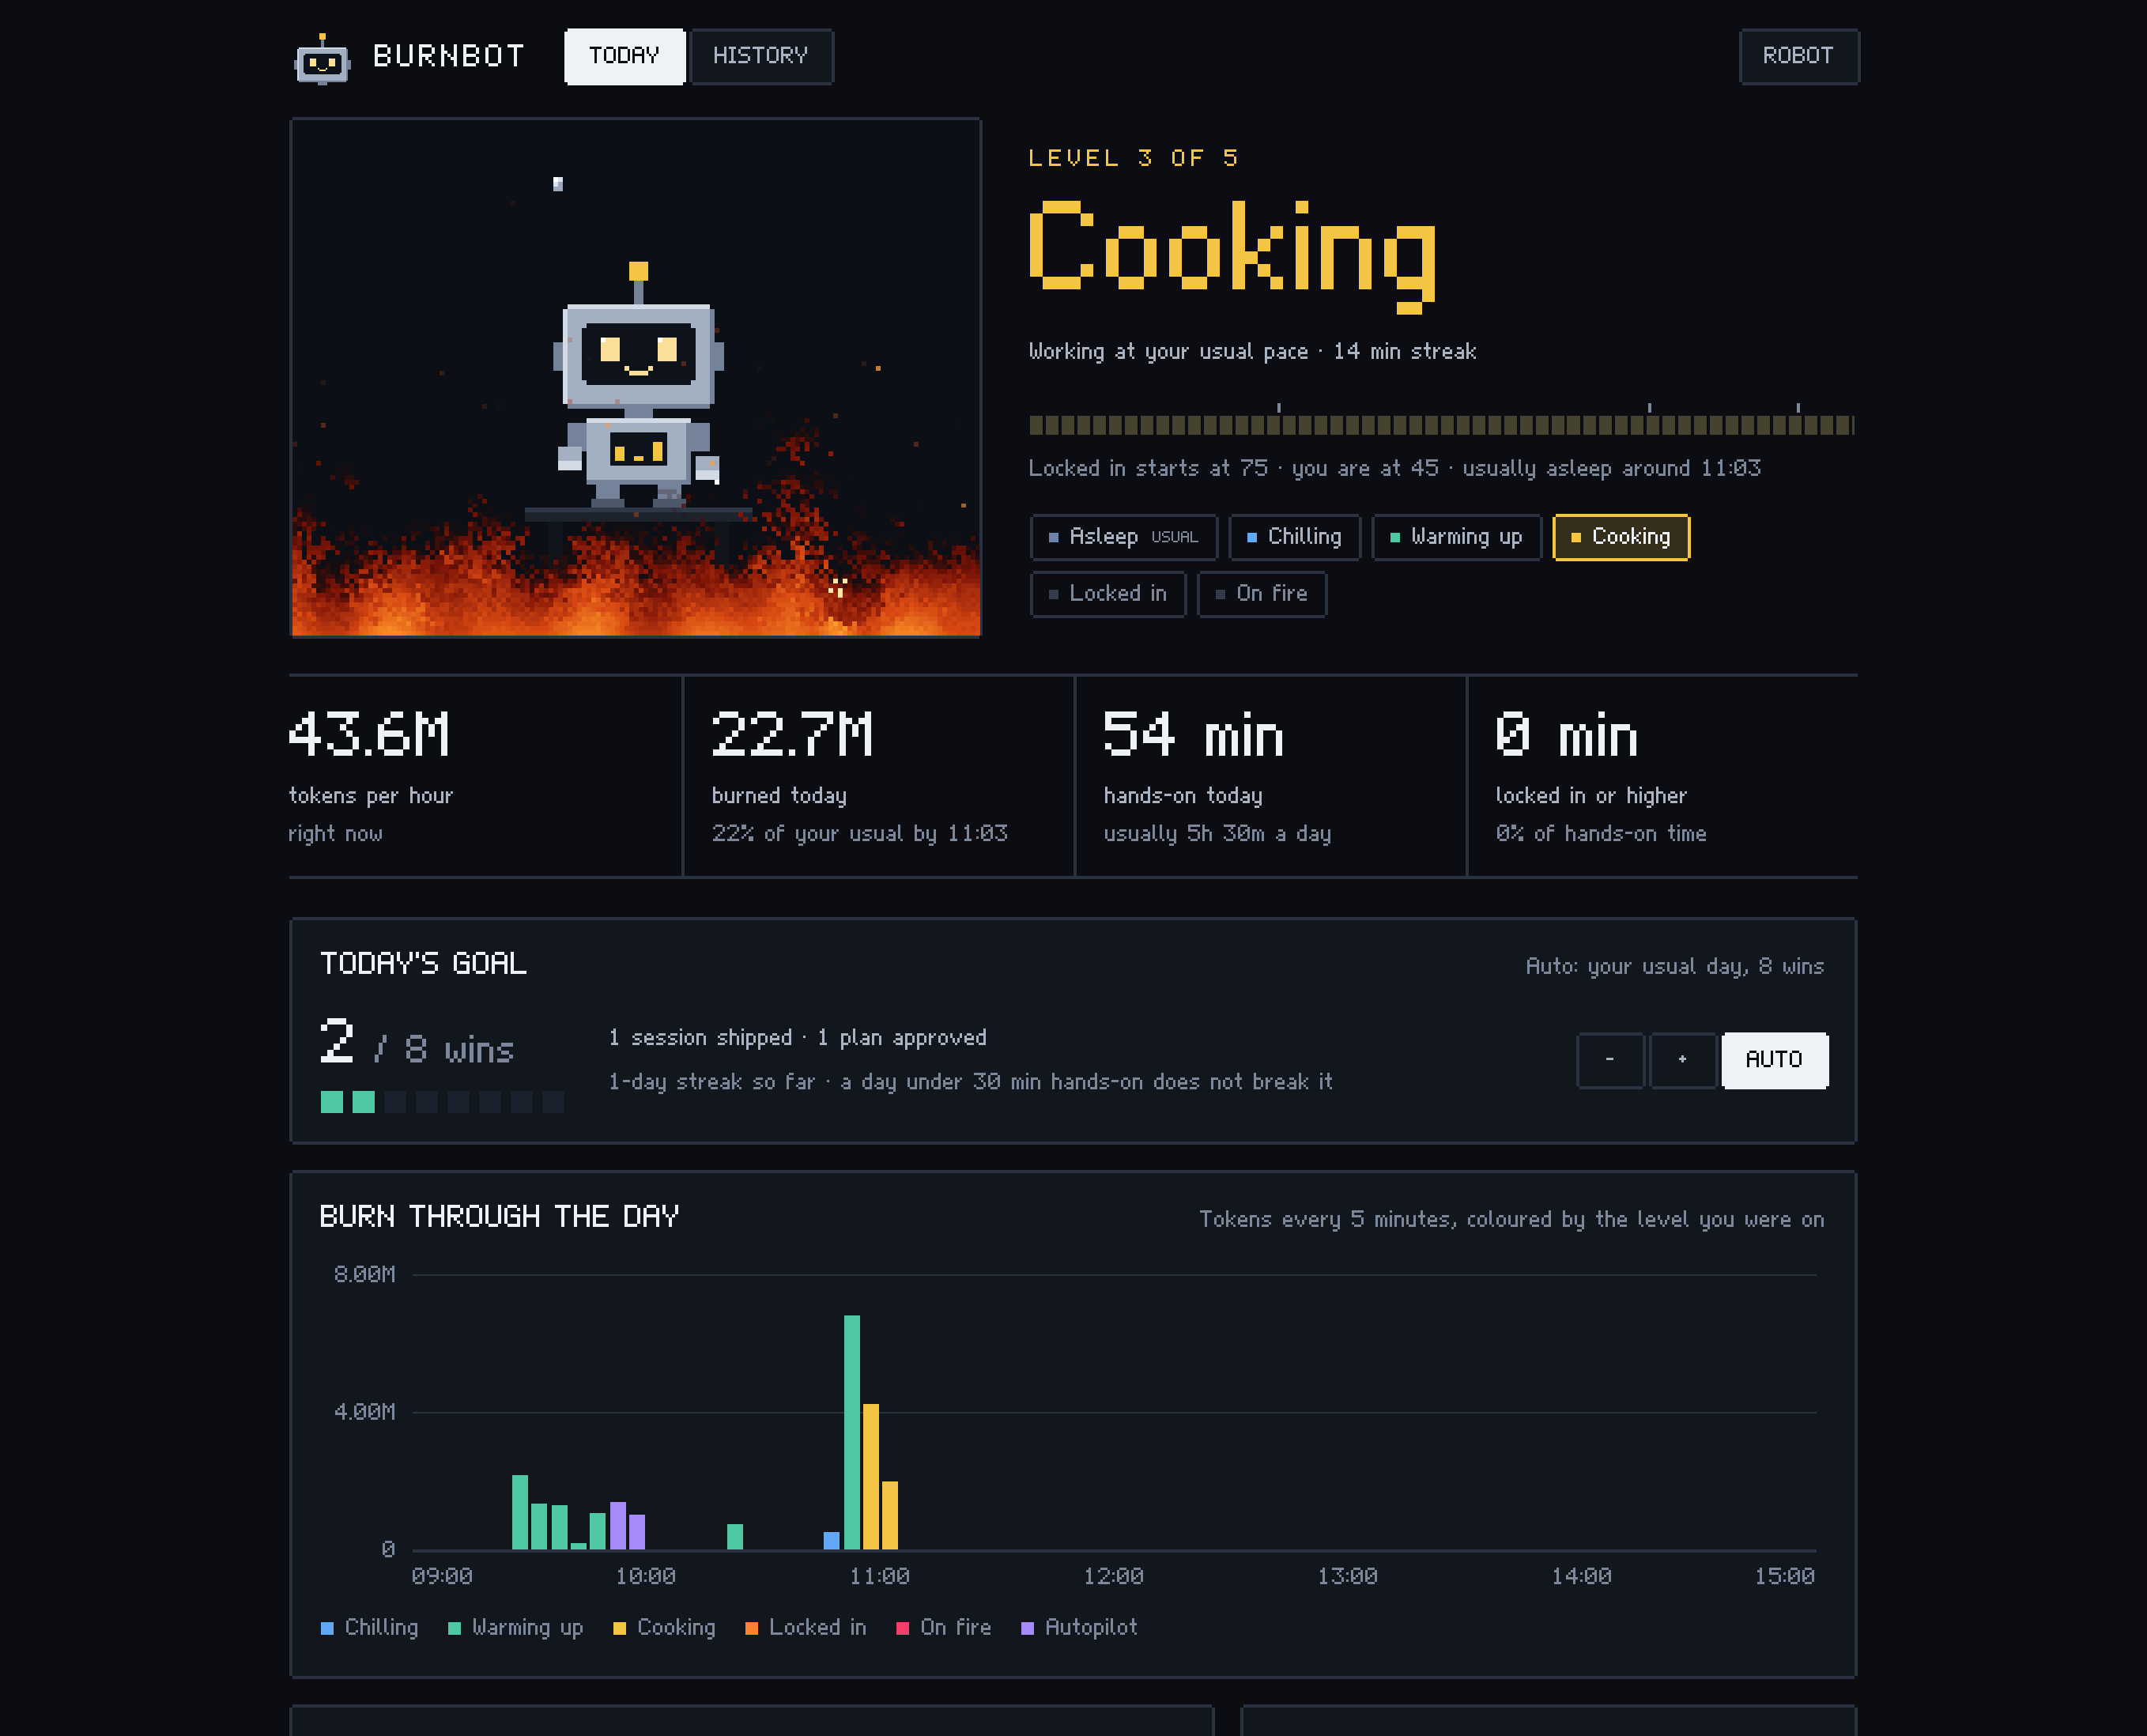 BURNBOT
TODAY
HISTORY
ROBOT
LEVEL 3 OF 5
Cooking
Working at your usual pace · 14 min streak
Locked in starts at 75 · you are at 45 · usually asleep around 11:03
Asleep USUAL
Chilling
Warming up
Cooking
Locked in
On fire
43.6M
tokens per hour
right now
22.7M
burned today
22% of your usual by 11:03
54 min
hands-on today
usually 5h 30m a day
0 min
locked in or higher
0% of hands-on time
TODAY'S GOAL
Auto: your usual day, 8 wins
2 / 8 wins
1 session shipped · 1 plan approved
1-day streak so far · a day under 30 min hands-on does not break it
-
+
AUTO
BURN THROUGH THE DAY
Tokens every 5 minutes, coloured by the level you were on
8.00M
4.00M
0
09:00 10:00 11:00 12:00 13:00 14:00 15:00
Chilling Warming up Cooking Locked in On fire Autopilot